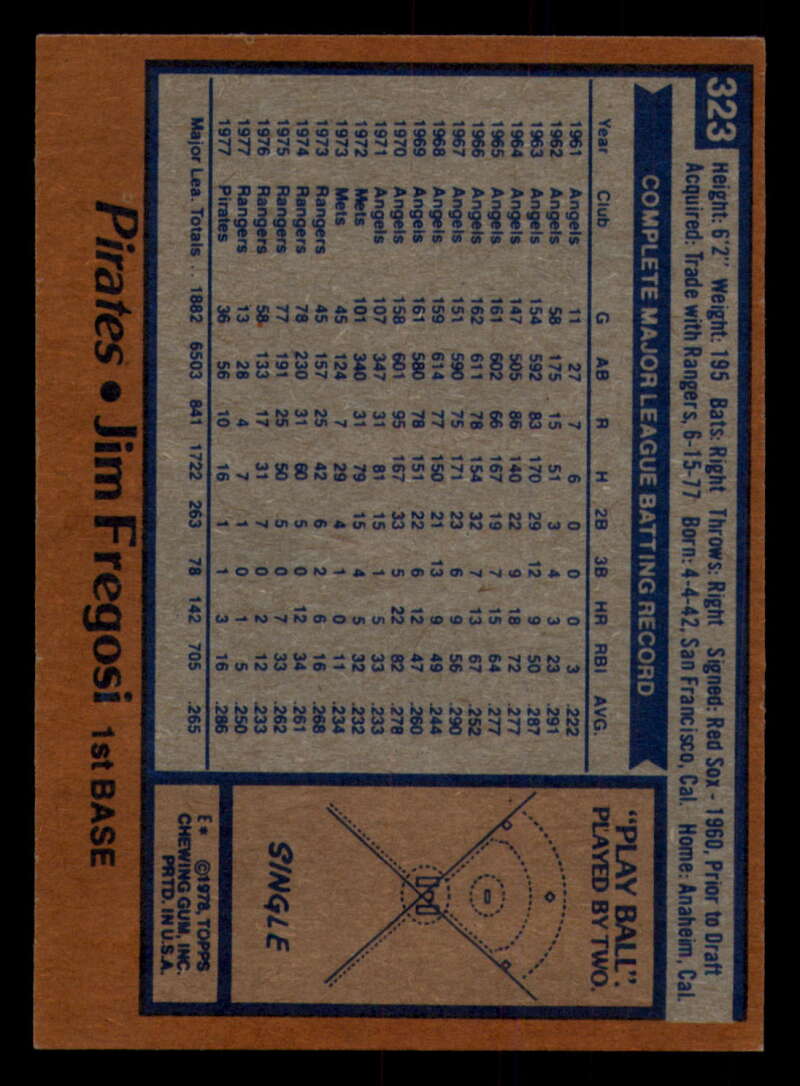 323
Height: 6'2" Weight: 195 Bats: Right Throws: Right Signed: Red Sox - 1960, Prior to Draft
Acquired: Trade with Rangers, 6-15-77 Born: 4-4-42, San Francisco, Cal. Home: Anaheim, Cal.
COMPLETE MAJOR LEAGUE BATTING RECORD
Year Club G AB R H 2B 3B HR RBI AVG.
1961 Angels 11 27 7 6 0 0 0 3 .222
1962 Angels 58 175 15 51 3 4 3 23 .291
1963 Angels 154 592 83 170 29 12 9 50 .287
1964 Angels 147 505 86 140 22 9 18 72 .277
1965 Angels 161 602 66 167 19 7 15 64 .277
1966 Angels 162 611 78 154 32 7 13 67 .252
1967 Angels 151 590 75 171 23 6 9 56 .290
1968 Angels 159 614 77 150 21 13 9 49 .244
1969 Angels 161 580 78 151 22 6 12 47 .260
1970 Angels 158 601 95 167 33 5 22 82 .278
1971 Angels 107 347 31 81 15 1 5 33 .233
1972 Mets 101 340 31 79 15 4 5 32 .232
1973 Mets 45 124 7 29 4 1 0 11 .234
1973 Rangers 45 157 25 42 6 2 6 16 .268
1974 Rangers 78 230 31 60 5 0 12 34 .261
1975 Rangers 77 191 25 50 5 0 7 33 .262
1976 Rangers 58 133 17 31 7 0 2 12 .233
1977 Rangers 13 28 4 7 1 0 1 5 .250
1977 Pirates 36 56 10 16 1 1 3 16 .286
Major Lea. Totals .. 1882 6503 841 1722 263 78 142 705 .265
"PLAY BALL":
PLAYED BY TWO.
SINGLE
E* ©1978, TOPPS
CHEWING GUM, INC.
PRTD. IN U.S.A.
Pirates • Jim Fregosi 1st BASE